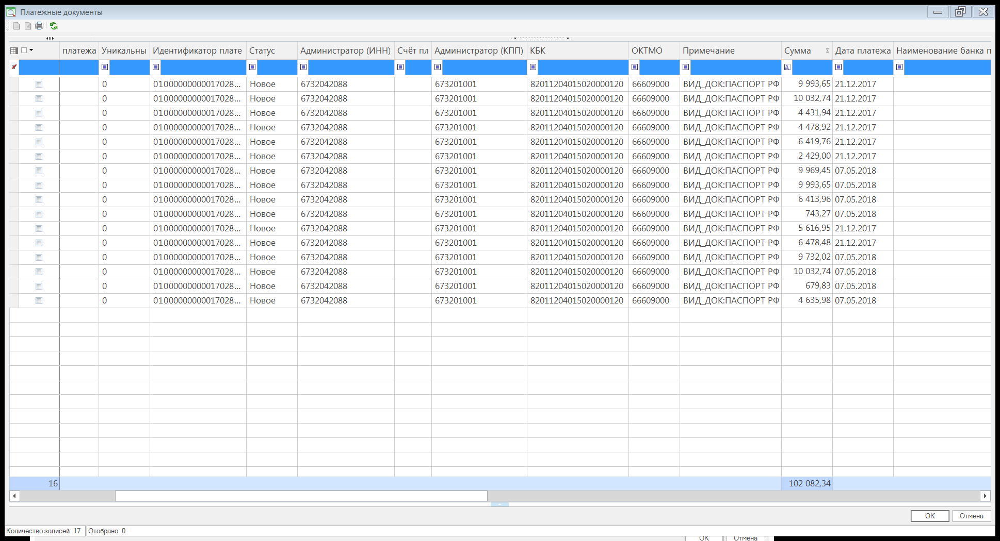 Платежные документы
платежа Уникальны Идентификатор плате Статус Администратор (ИНН) Счёт пл Администратор (КПП) КБК ОКТМО Примечание Сумма Σ Дата платежа Наименование банка п
A
0 01000000000017028... Новое 6732042088 673201001 82011204015020000120 66609000 ВИД_ДОК:ПАСПОРТ РФ 9 993,65 21.12.2017
0 01000000000017028... Новое 6732042088 673201001 82011204015020000120 66609000 ВИД_ДОК:ПАСПОРТ РФ 10 032,74 21.12.2017
0 01000000000017028... Новое 6732042088 673201001 82011204015020000120 66609000 ВИД_ДОК:ПАСПОРТ РФ 4 431,94 21.12.2017
0 01000000000017028... Новое 6732042088 673201001 82011204015020000120 66609000 ВИД_ДОК:ПАСПОРТ РФ 4 478,92 21.12.2017
0 01000000000017028... Новое 6732042088 673201001 82011204015020000120 66609000 ВИД_ДОК:ПАСПОРТ РФ 6 419,76 21.12.2017
0 01000000000017028... Новое 6732042088 673201001 82011204015020000120 66609000 ВИД_ДОК:ПАСПОРТ РФ 2 429,00 21.12.2017
0 01000000000017028... Новое 6732042088 673201001 82011204015020000120 66609000 ВИД_ДОК:ПАСПОРТ РФ 9 969,45 07.05.2018
0 01000000000017028... Новое 6732042088 673201001 82011204015020000120 66609000 ВИД_ДОК:ПАСПОРТ РФ 9 993,65 07.05.2018
0 01000000000017028... Новое 6732042088 673201001 82011204015020000120 66609000 ВИД_ДОК:ПАСПОРТ РФ 6 413,96 07.05.2018
0 01000000000017028... Новое 6732042088 673201001 82011204015020000120 66609000 ВИД_ДОК:ПАСПОРТ РФ 743,27 07.05.2018
0 01000000000017028... Новое 6732042088 673201001 82011204015020000120 66609000 ВИД_ДОК:ПАСПОРТ РФ 5 616,95 21.12.2017
0 01000000000017028... Новое 6732042088 673201001 82011204015020000120 66609000 ВИД_ДОК:ПАСПОРТ РФ 6 478,48 21.12.2017
0 01000000000017028... Новое 6732042088 673201001 82011204015020000120 66609000 ВИД_ДОК:ПАСПОРТ РФ 9 732,02 07.05.2018
0 01000000000017028... Новое 6732042088 673201001 82011204015020000120 66609000 ВИД_ДОК:ПАСПОРТ РФ 10 032,74 07.05.2018
0 01000000000017028... Новое 6732042088 673201001 82011204015020000120 66609000 ВИД_ДОК:ПАСПОРТ РФ 679,83 07.05.2018
0 01000000000017028... Новое 6732042088 673201001 82011204015020000120 66609000 ВИД_ДОК:ПАСПОРТ РФ 4 635,98 07.05.2018
16 102 082,34
OK Отмена
Количество записей: 17 Отобрано: 0
OK Отмена